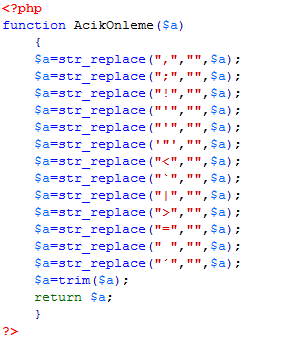 <?php
function AcikOnleme($a)
{
$a=str_replace(",","",$a);
$a=str_replace(";","",$a);
$a=str_replace("!","",$a);
$a=str_replace("'","",$a);
$a=str_replace("'","",$a);
$a=str_replace('"',"",$a);
$a=str_replace("<","",$a);
$a=str_replace("`","",$a);
$a=str_replace("|","",$a);
$a=str_replace(">","",$a);
$a=str_replace("=","",$a);
$a=str_replace(" ","",$a);
$a=str_replace("´","",$a);
$a=trim($a);
return $a;
}
?>